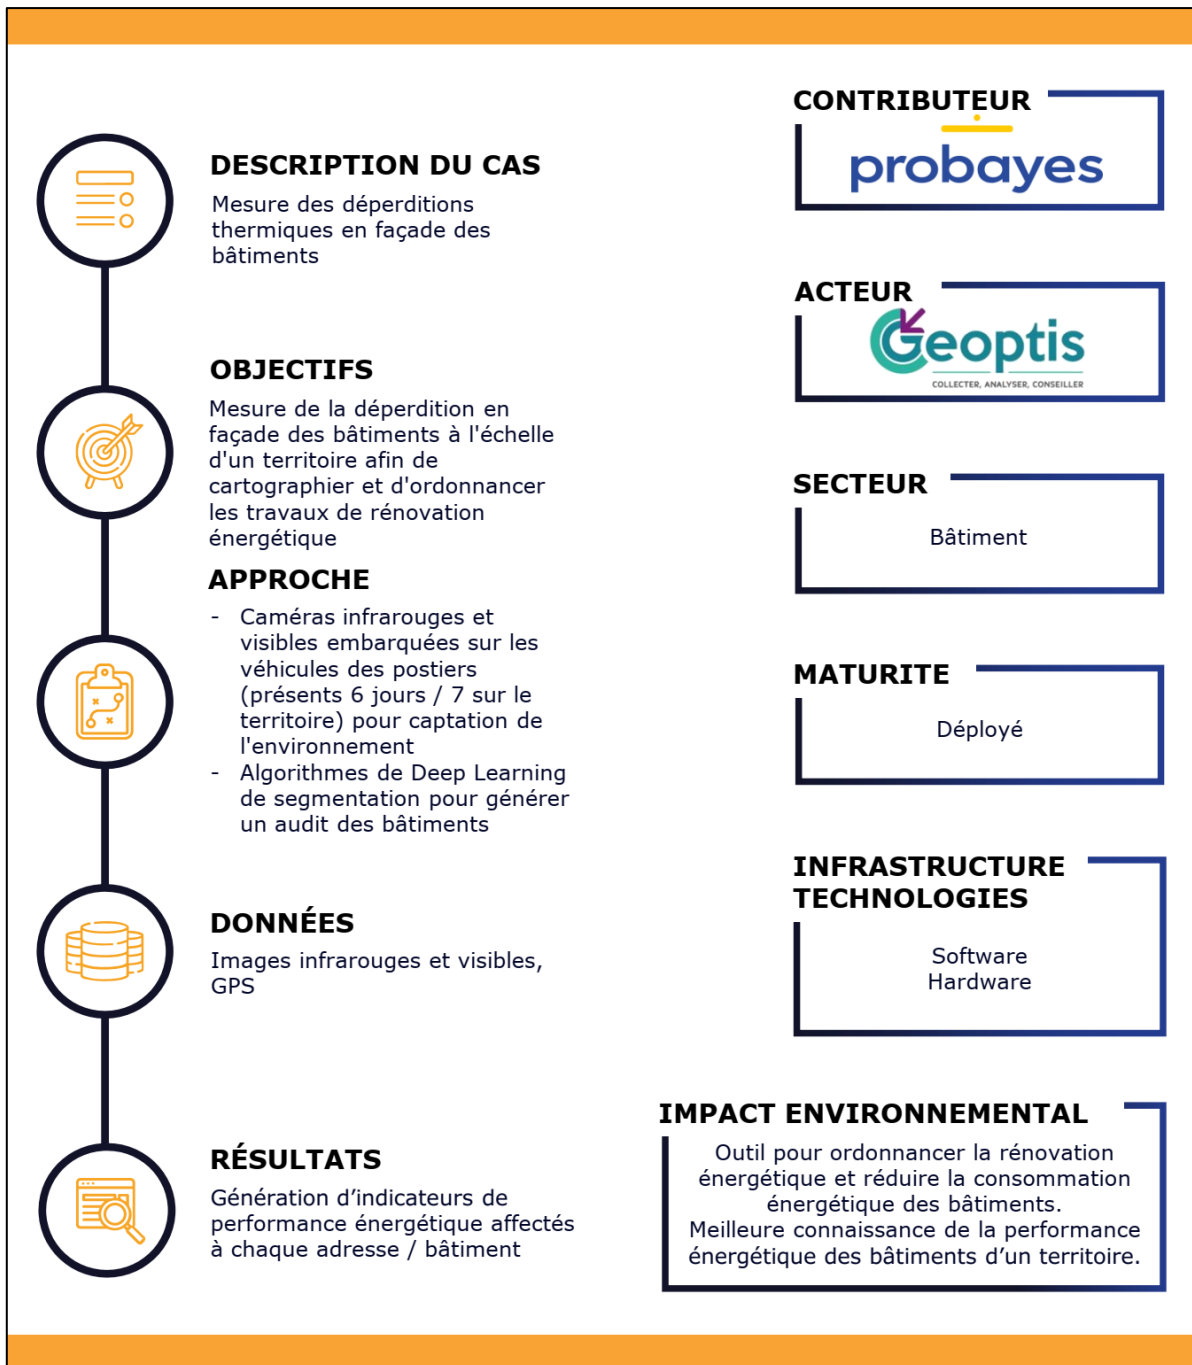 DESCRIPTION DU CAS
Mesure des déperditions
thermiques en façade des
bâtiments
OBJECTIFS
Mesure de la déperdition en
façade des bâtiments à l'échelle
d'un territoire afin de
cartographier et d'ordonnancer
les travaux de rénovation
énergétique
APPROCHE
- Caméras infrarouges et
visibles embarquées sur les
véhicules des postiers
(présents 6 jours / 7 sur le
territoire) pour captation de
l'environnement
- Algorithmes de Deep Learning
de segmentation pour générer
un audit des bâtiments
DONNÉES
Images infrarouges et visibles,
GPS
RÉSULTATS
Génération d’indicateurs de
performance énergétique affectés
à chaque adresse / bâtiment
CONTRIBUTEUR
probayes
ACTEUR
Geoptis
COLLECTER, ANALYSER, CONSEILLER
SECTEUR
Bâtiment
MATURITE
Déployé
INFRASTRUCTURE
TECHNOLOGIES
Software
Hardware
IMPACT ENVIRONNEMENTAL
Outil pour ordonnancer la rénovation
énergétique et réduire la consommation
énergétique des bâtiments.
Meilleure connaissance de la performance
énergétique des bâtiments d’un territoire.